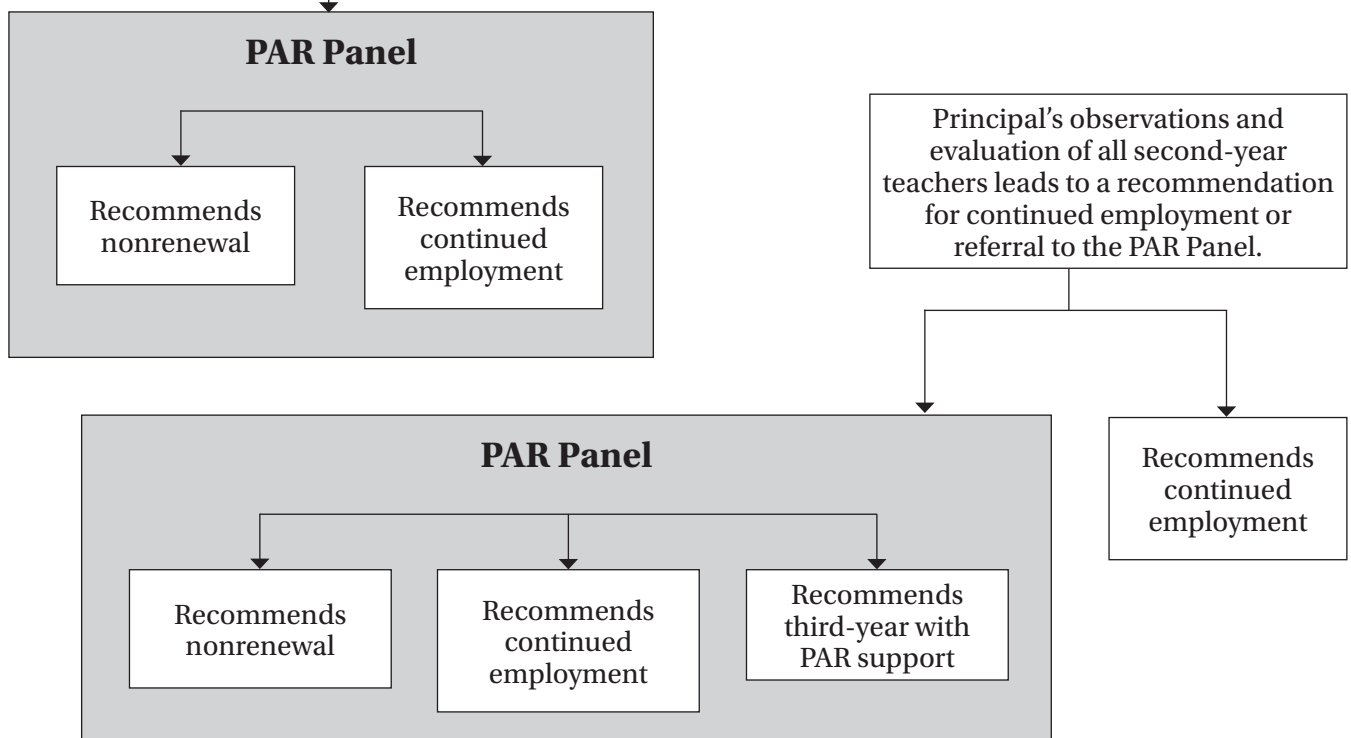 PAR Panel
Recommends
nonrenewal
Recommends
continued
employment
Principal’s observations and
evaluation of all second-year
teachers leads to a recommendation
for continued employment or
referral to the PAR Panel.
PAR Panel
Recommends
nonrenewal
Recommends
continued
employment
Recommends
third-year with
PAR support
Recommends
continued
employment